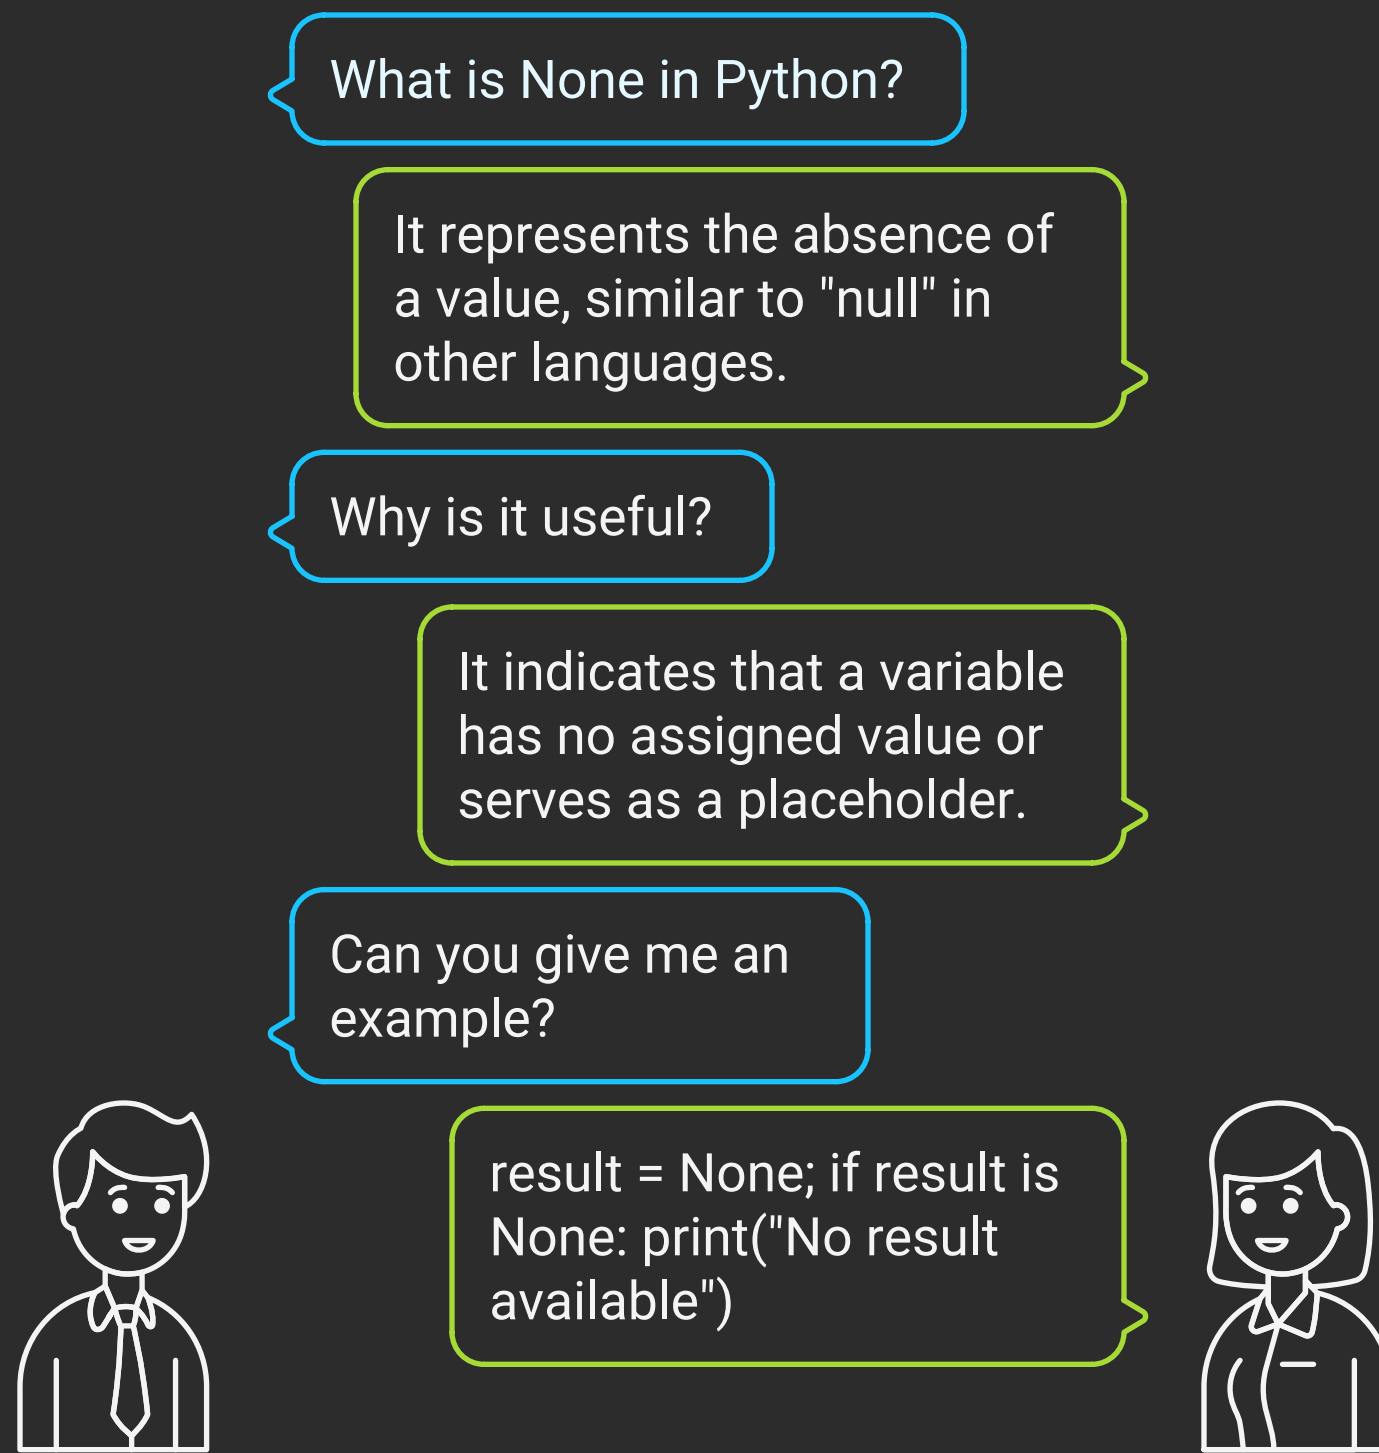 What is None in Python?
It represents the absence of
a value, similar to "null" in
other languages.
Why is it useful?
It indicates that a variable
has no assigned value or
serves as a placeholder.
Can you give me an
example?
result = None; if result is
None: print("No result
available")